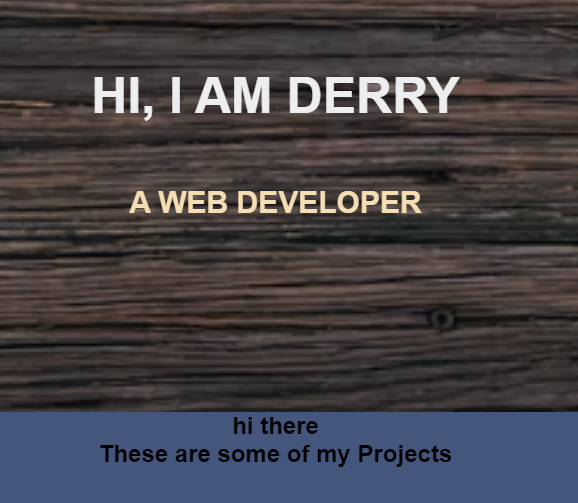 HI, I AM DERRY
A WEB DEVELOPER
hi there
These are some of my Projects